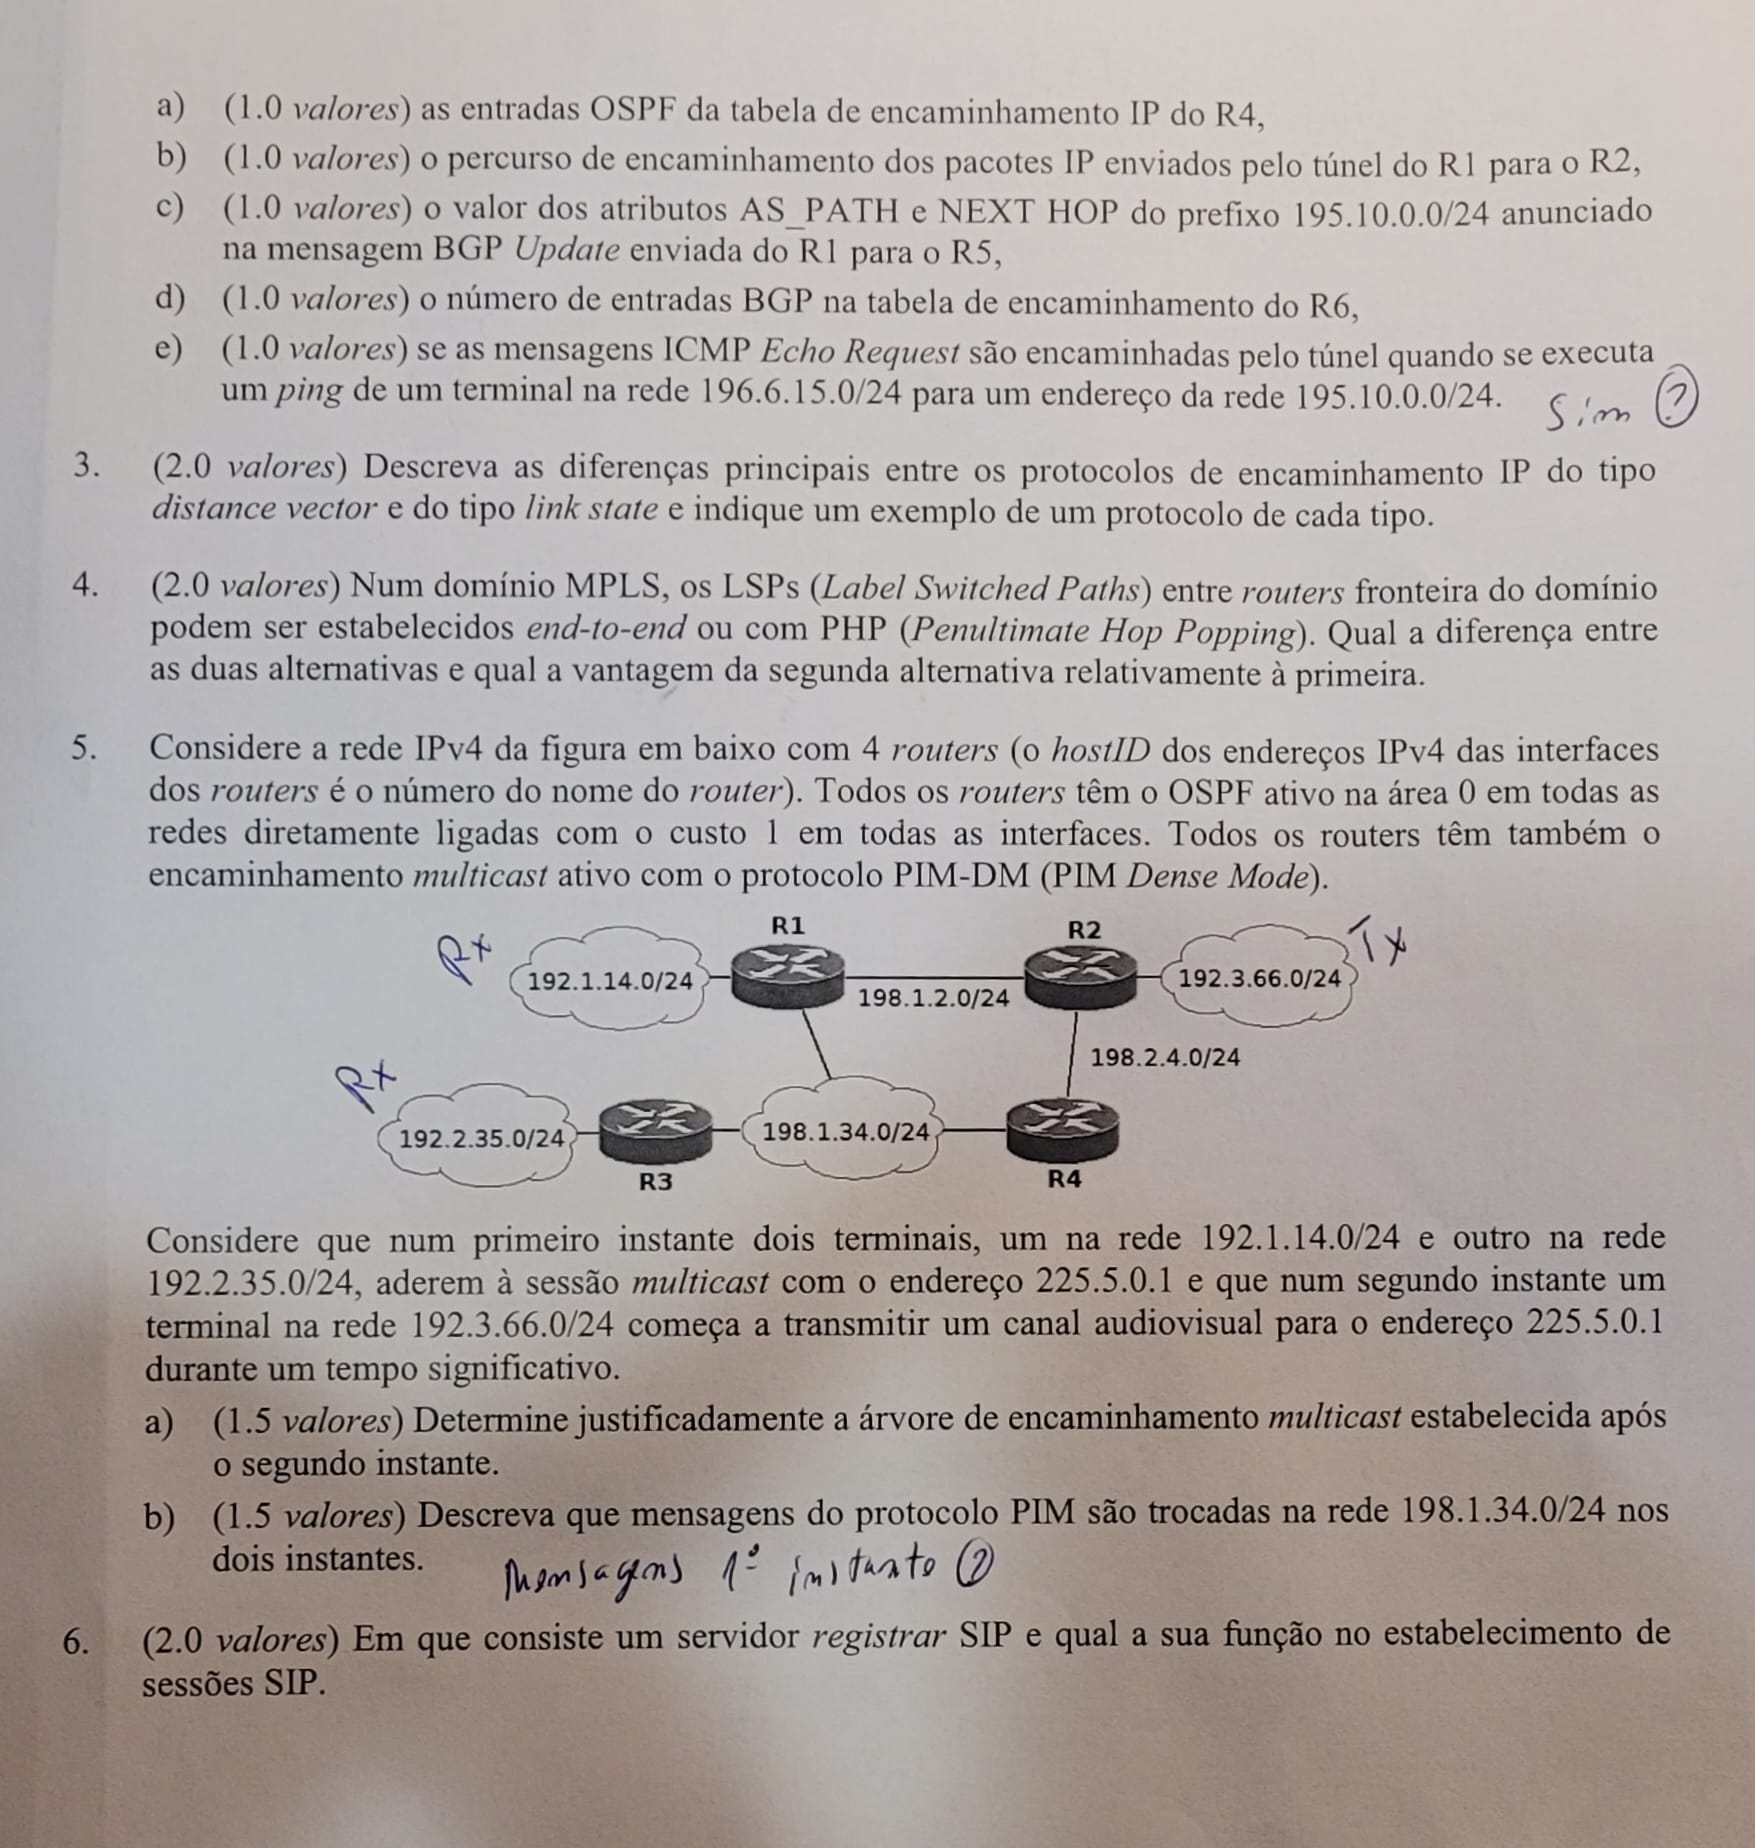 a) (1.0 valores) as entradas OSPF da tabela de encaminhamento IP do R4,
b) (1.0 valores) o percurso de encaminhamento dos pacotes IP enviados pelo túnel do R1 para o R2,
c) (1.0 valores) o valor dos atributos AS_PATH e NEXT HOP do prefixo 195.10.0.0/24 anunciado
na mensagem BGP Update enviada do R1 para o R5,
d) (1.0 valores) o número de entradas BGP na tabela de encaminhamento do R6,
e) (1.0 valores) se as mensagens ICMP Echo Request são encaminhadas pelo túnel quando se executa
um ping de um terminal na rede 196.6.15.0/24 para um endereço da rede 195.10.0.0/24. Sim ?
3. (2.0 valores) Descreva as diferenças principais entre os protocolos de encaminhamento IP do tipo
distance vector e do tipo link state e indique um exemplo de um protocolo de cada tipo.
4. (2.0 valores) Num domínio MPLS, os LSPs (Label Switched Paths) entre routers fronteira do domínio
podem ser estabelecidos end-to-end ou com PHP (Penultimate Hop Popping). Qual a diferença entre
as duas alternativas e qual a vantagem da segunda alternativa relativamente à primeira.
5. Considere a rede IPv4 da figura em baixo com 4 routers (o hostID dos endereços IPv4 das interfaces
dos routers é o número do nome do router). Todos os routers têm o OSPF ativo na área 0 em todas as
redes diretamente ligadas com o custo 1 em todas as interfaces. Todos os routers têm também o
encaminhamento multicast ativo com o protocolo PIM-DM (PIM Dense Mode).
R1 R2
Rx 192.1.14.0/24 192.3.66.0/24 Tx
198.1.2.0/24
198.2.4.0/24
Rx 192.2.35.0/24 198.1.34.0/24
R3 R4
Considere que num primeiro instante dois terminais, um na rede 192.1.14.0/24 e outro na rede
192.2.35.0/24, aderem à sessão multicast com o endereço 225.5.0.1 e que num segundo instante um
terminal na rede 192.3.66.0/24 começa a transmitir um canal audiovisual para o endereço 225.5.0.1
durante um tempo significativo.
a) (1.5 valores) Determine justificadamente a árvore de encaminhamento multicast estabelecida após
o segundo instante.
b) (1.5 valores) Descreva que mensagens do protocolo PIM são trocadas na rede 198.1.34.0/24 nos
dois instantes. Mensagens 1º instante ?
6. (2.0 valores) Em que consiste um servidor registrar SIP e qual a sua função no estabelecimento de
sessões SIP.